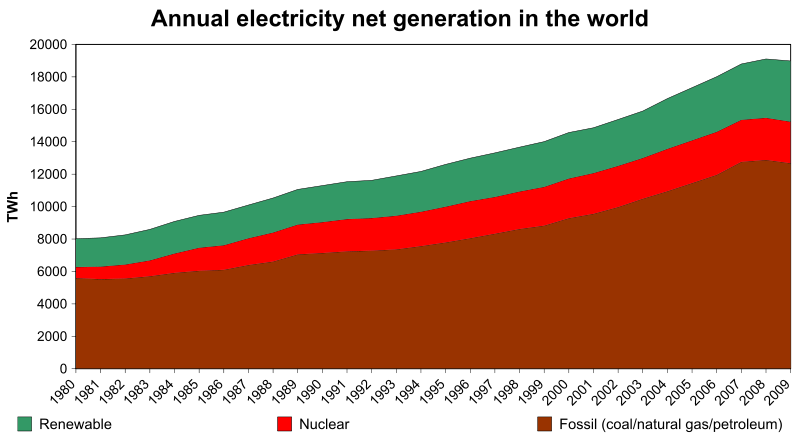 Annual electricity net generation in the world
20000
18000
16000
14000
12000
10000
8000
6000
4000
2000
0
TWh
1980 1981 1982 1983 1984 1985 1986 1987 1988 1989 1990 1991 1992 1993 1994 1995 1996 1997 1998 1999 2000 2001 2002 2003 2004 2005 2006 2007 2008 2009
Renewable Nuclear Fossil (coal/natural gas/petroleum)